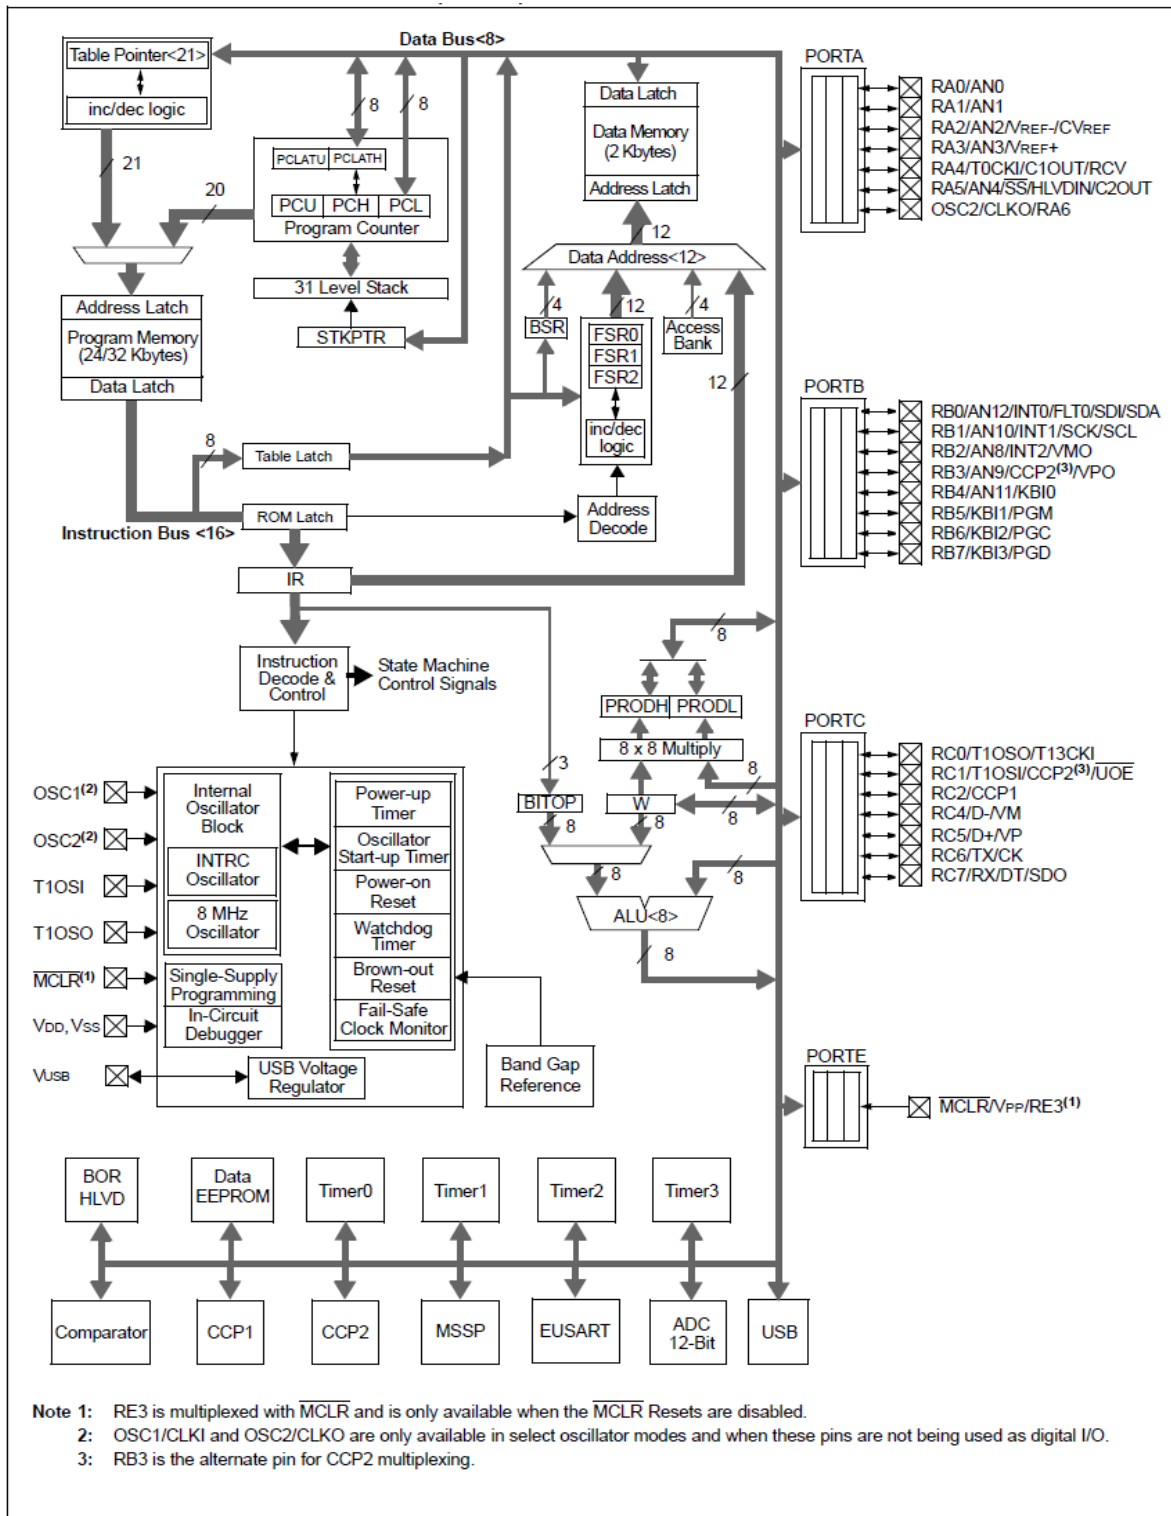 Data Bus<8>
Table Pointer<21>
inc/dec logic
21
20
8
8
PCLATU PCLATH
PCU PCH PCL
Program Counter
31 Level Stack
STKPTR
Address Latch
Program Memory
(24/32 Kbytes)
Data Latch
8
Instruction Bus <16>
Table Latch
ROM Latch
IR
Data Latch
Data Memory
(2 Kbytes)
Address Latch
12
Data Address<12>
4
12
4
BSR
FSR0
FSR1
FSR2
inc/dec
logic
Access
Bank
12
Address
Decode
Instruction
Decode &
Control
State Machine
Control Signals
8
PRODH PRODL
8 x 8 Multiply
3
8
BITOP
W
8
8
8
8
8
ALU<8>
8
OSC1(2)
OSC2(2)
T1OSI
T1OSO
MCLR(1)
VDD, VSS
VUSB
Internal
Oscillator
Block
INTRC
Oscillator
8 MHz
Oscillator
Single-Supply
Programming
In-Circuit
Debugger
Power-up
Timer
Oscillator
Start-up Timer
Power-on
Reset
Watchdog
Timer
Brown-out
Reset
Fail-Safe
Clock Monitor
USB Voltage
Regulator
Band Gap
Reference
PORTA
RA0/AN0
RA1/AN1
RA2/AN2/VREF-/CVREF
RA3/AN3/VREF+
RA4/T0CKI/C1OUT/RCV
RA5/AN4/SS/HLVDIN/C2OUT
OSC2/CLKO/RA6
PORTB
RB0/AN12/INT0/FLT0/SDI/SDA
RB1/AN10/INT1/SCK/SCL
RB2/AN8/INT2/VMO
RB3/AN9/CCP2(3)/VPO
RB4/AN11/KBI0
RB5/KBI1/PGM
RB6/KBI2/PGC
RB7/KBI3/PGD
PORTC
RC0/T1OSO/T13CKI
RC1/T1OSI/CCP2(3)/UOE
RC2/CCP1
RC4/D-/VM
RC5/D+/VP
RC6/TX/CK
RC7/RX/DT/SDO
PORTE
MCLR/VPP/RE3(1)
BOR
HLVD
Data
EEPROM
Timer0
Timer1
Timer2
Timer3
Comparator
CCP1
CCP2
MSSP
EUSART
ADC
12-Bit
USB
Note 1: RE3 is multiplexed with MCLR and is only available when the MCLR Resets are disabled.
2: OSC1/CLKI and OSC2/CLKO are only available in select oscillator modes and when these pins are not being used as digital I/O.
3: RB3 is the alternate pin for CCP2 multiplexing.